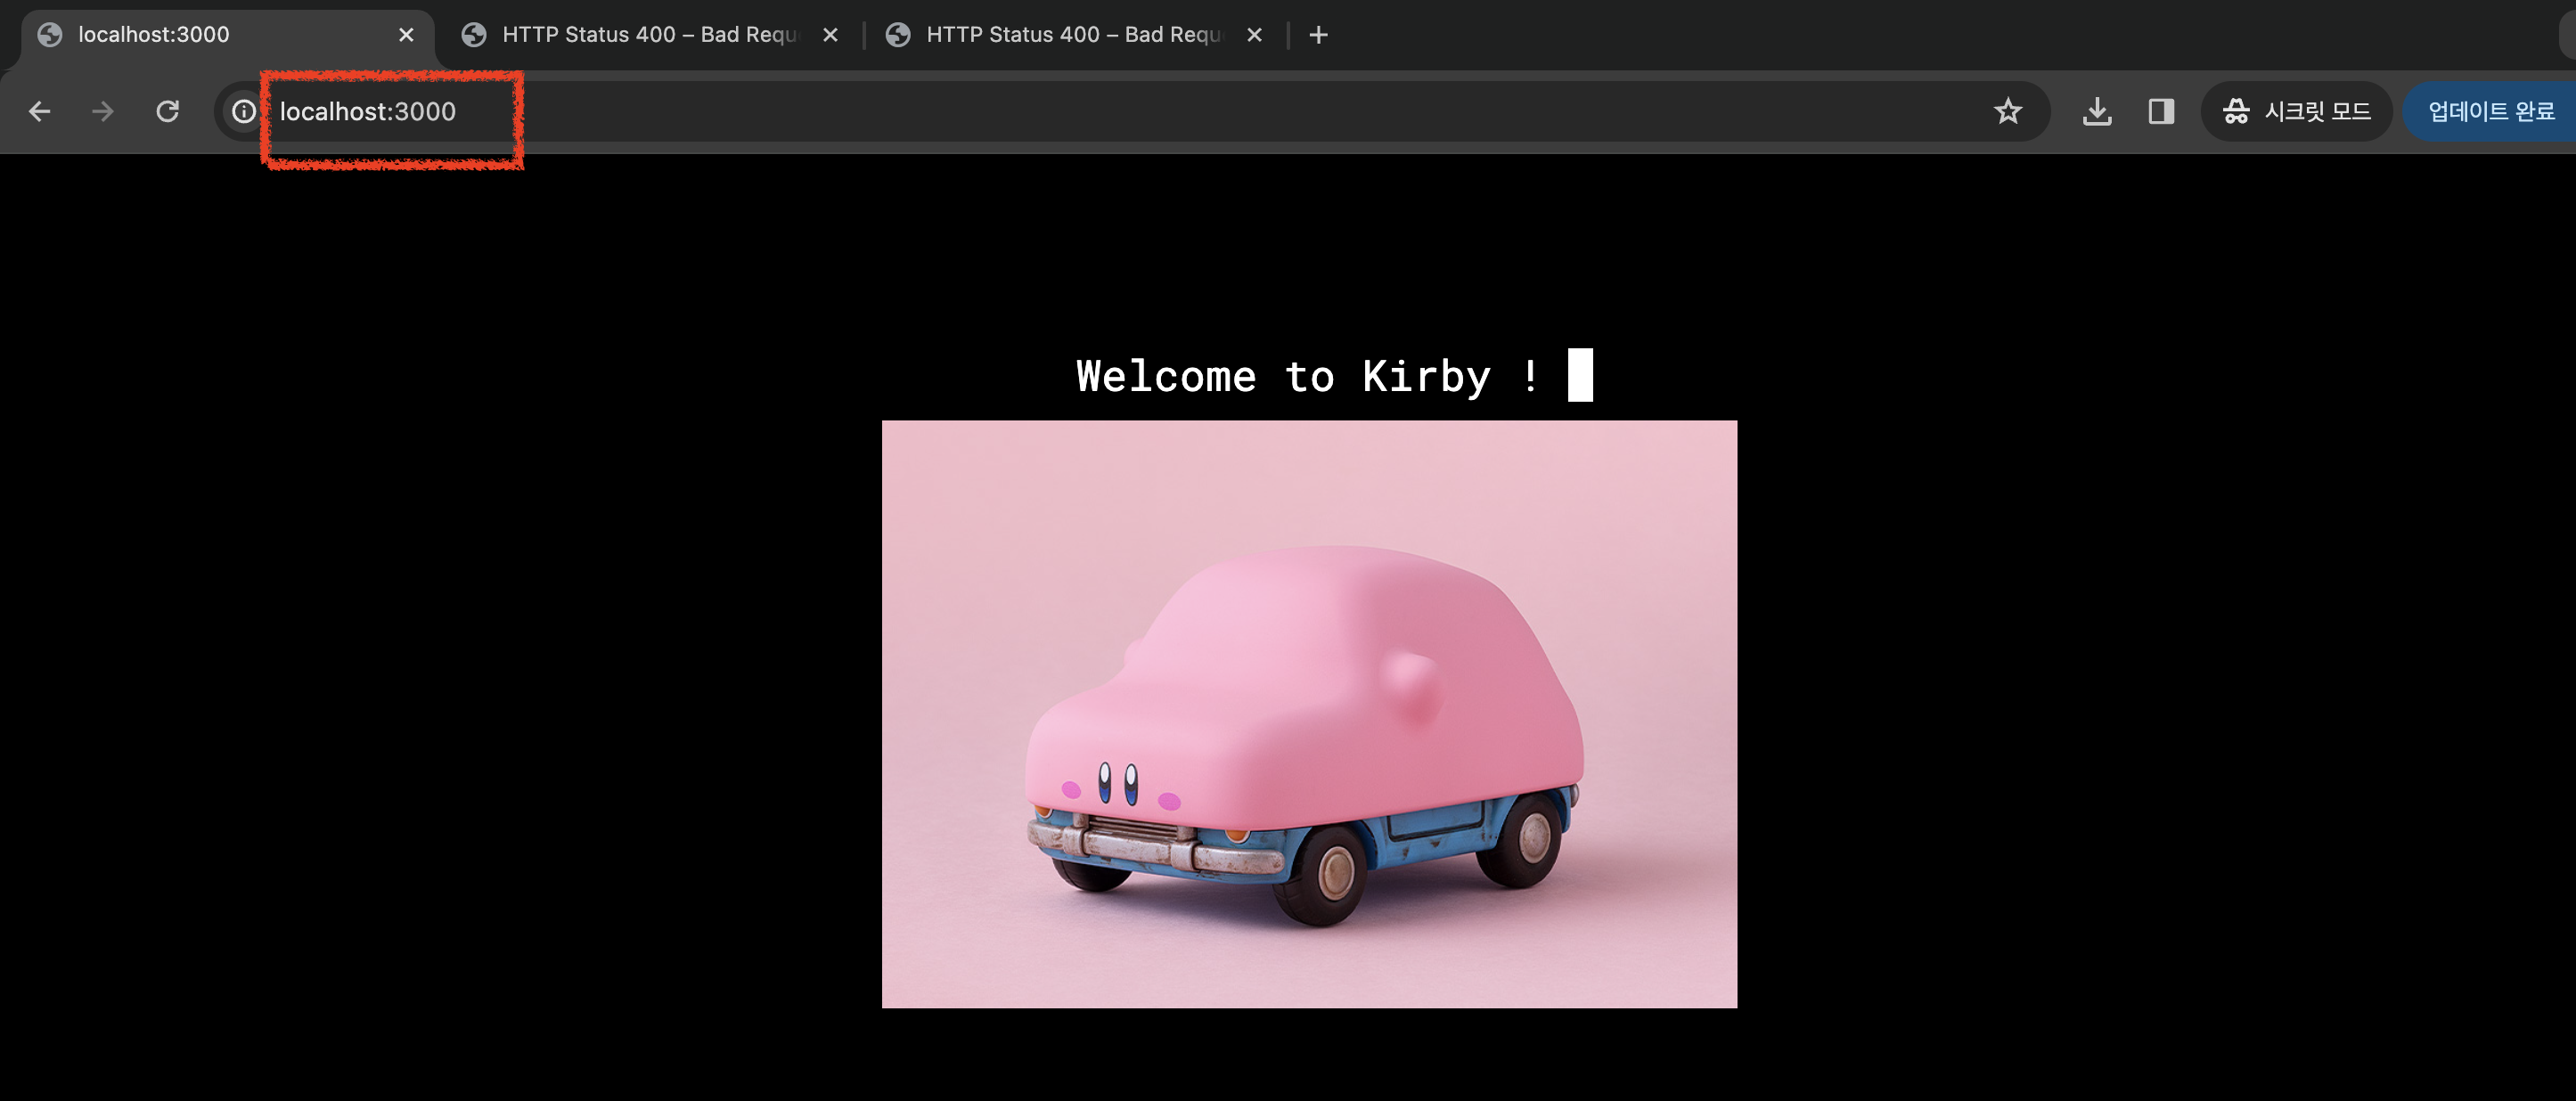 localhost:3000
HTTP Status 400 – Bad Requ
HTTP Status 400 – Bad Requ
localhost:3000
시크릿 모드
업데이트 완료
Welcome to Kirby !